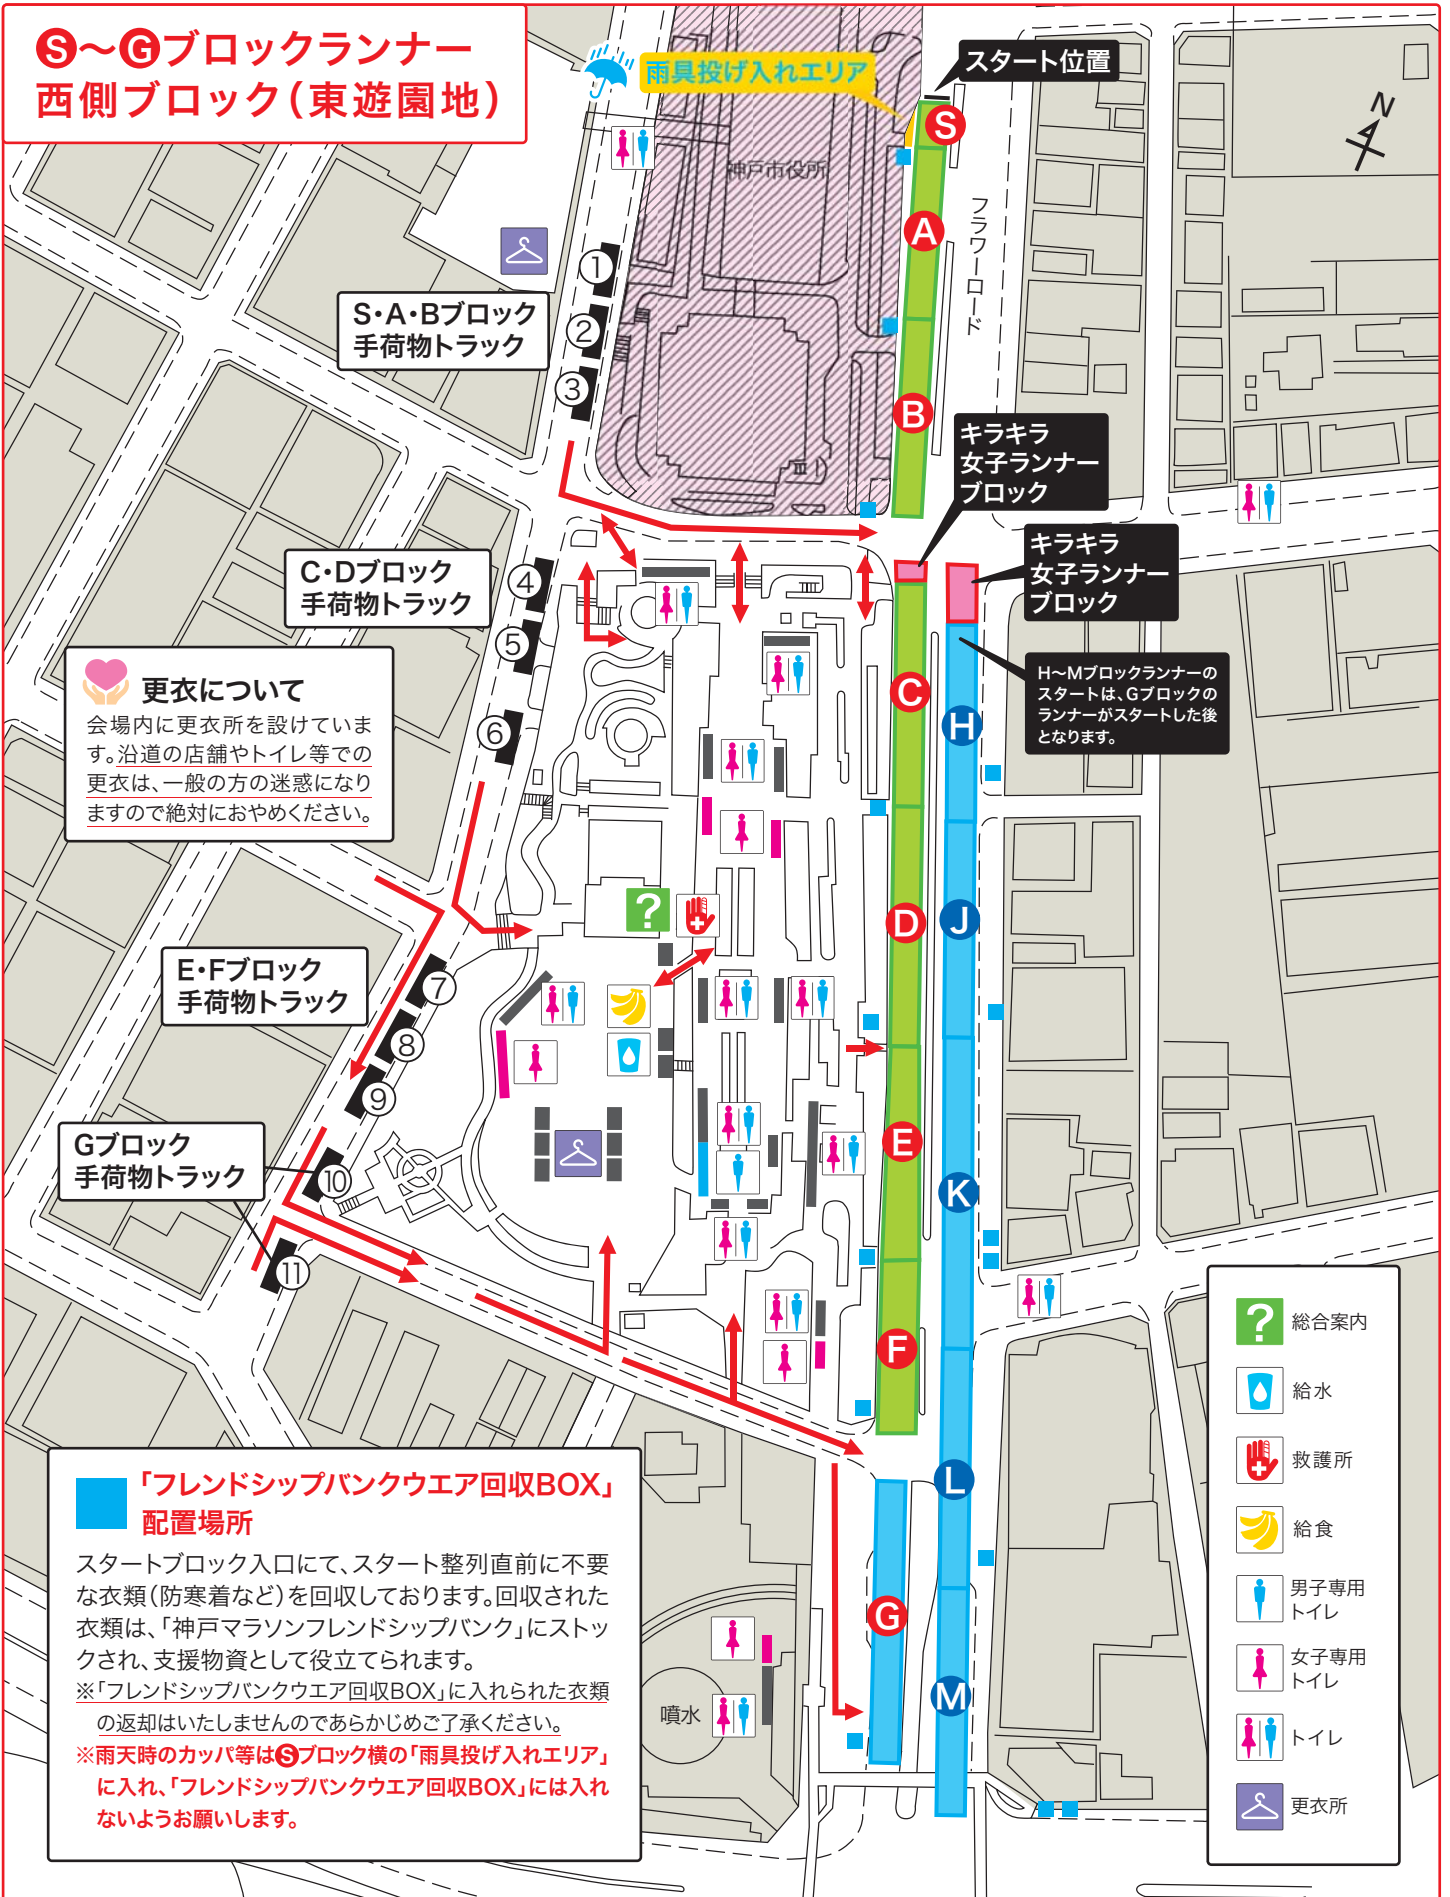 S～Gブロックランナー
西側ブロック（東遊園地）
雨具投げ入れエリア
スタート位置
N
S
神戸市役所
フラワーロード
A
①
S・A・Bブロック
手荷物トラック
②
③
B
キラキラ
女子ランナー
ブロック
キラキラ
女子ランナー
ブロック
C・Dブロック
手荷物トラック
④
⑤
⑥
C
H
H～Mブロックランナーの
スタートは、Gブロックの
ランナーがスタートした後
となります。
更衣について
会場内に更衣所を設けていま
す。沿道の店舗やトイレ等での
更衣は、一般の方の迷惑になり
ますので絶対におやめください。
?
D
J
E・Fブロック
手荷物トラック
⑦
⑧
⑨
Gブロック
手荷物トラック
⑩
⑪
E
K
F
L
G
M
噴水
「フレンドシップバンクウエア回収BOX」
配置場所
スタートブロック入口にて、スタート整列直前に不要
な衣類（防寒着など）を回収しております。回収された
衣類は、「神戸マラソンフレンドシップバンク」にストッ
クされ、支援物資として役立てられます。
※「フレンドシップバンクウエア回収BOX」に入れられた衣類
の返却はいたしませんのであらかじめご了承ください。
※雨天時のカッパ等はSブロック横の「雨具投げ入れエリア」
に入れ、「フレンドシップバンクウエア回収BOX」には入れ
ないようお願いします。
? 総合案内
給水
救護所
給食
男子専用
トイレ
女子専用
トイレ
トイレ
更衣所